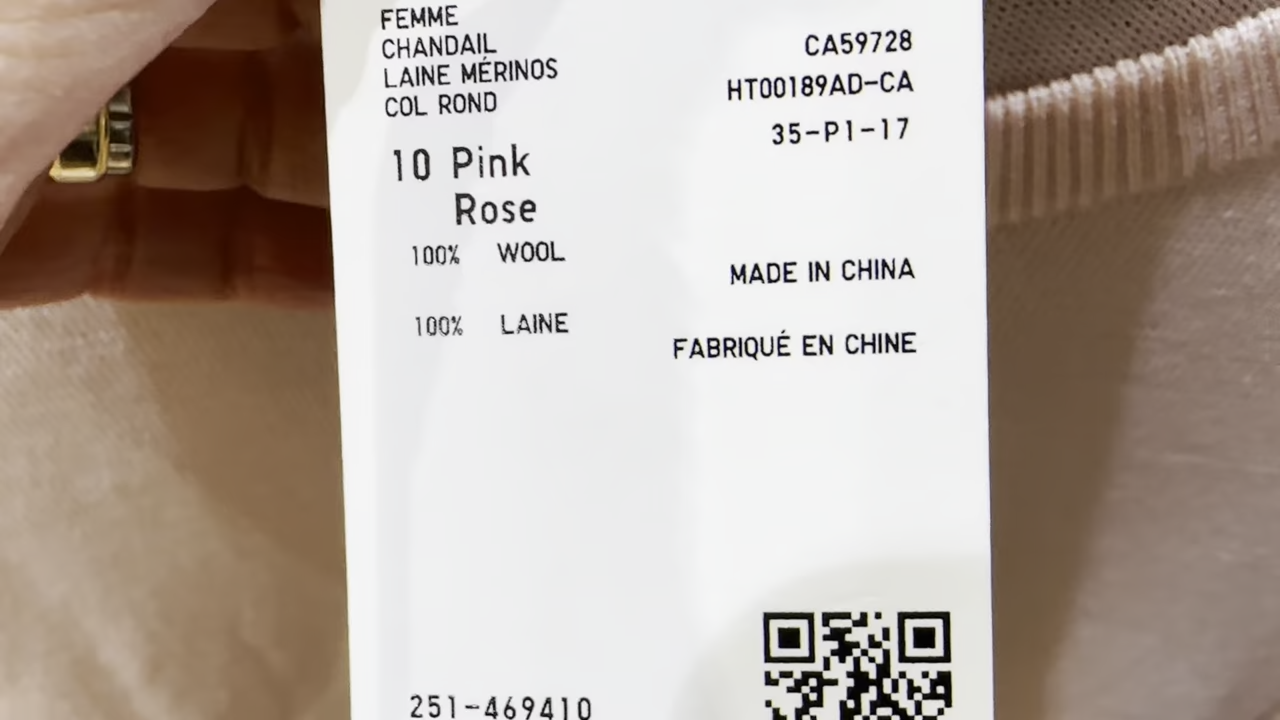 FEMME
CHANDAIL
LAINE MÉRINOS
COL ROND
CA59728
HT00189AD-CA
35-P1-17
10 Pink
Rose
100% WOOL
100% LAINE
MADE IN CHINA
FABRIQUÉ EN CHINE
251-469410